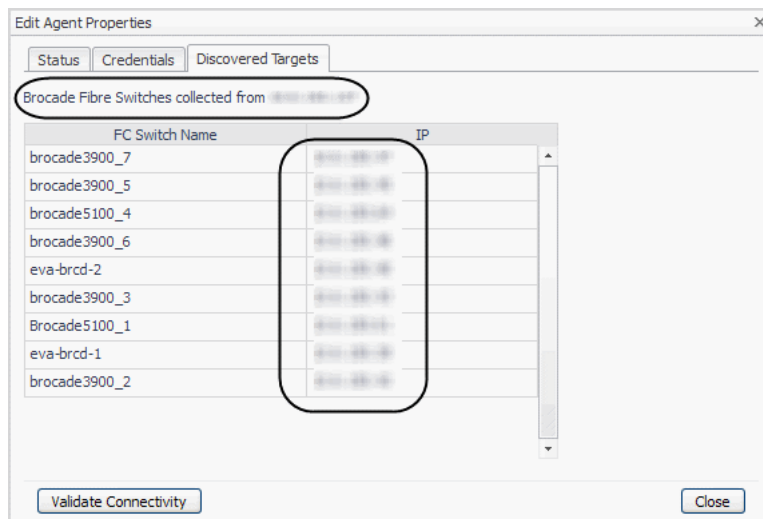 Edit Agent Properties
Status Credentials Discovered Targets
Brocade Fibre Switches collected from
FC Switch Name IP
brocade3900_7
brocade3900_5
brocade5100_4
brocade3900_6
eva-brcd-2
brocade3900_3
Brocade5100_1
eva-brcd-1
brocade3900_2
Validate Connectivity Close